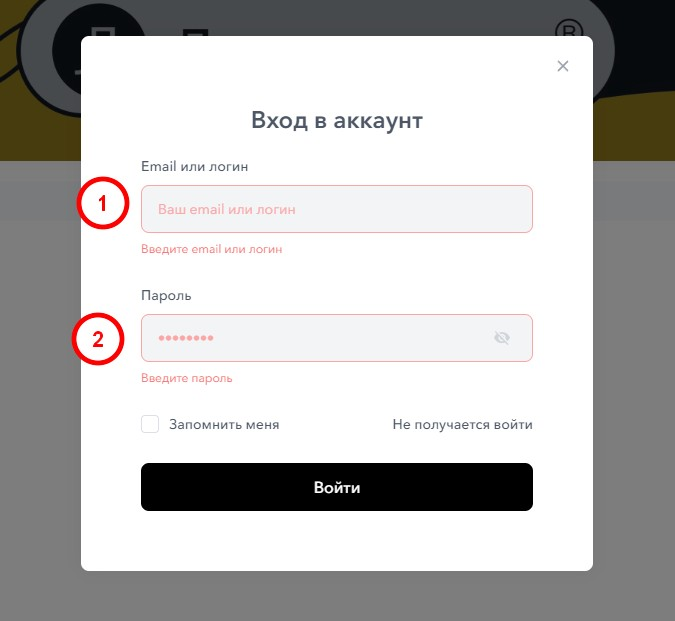 ®
Вход в аккаунт
Email или логин
1
Ваш email или логин
Введите email или логин
Пароль
2
••••••••
Введите пароль
Запомнить меня
Не получается войти
Войти